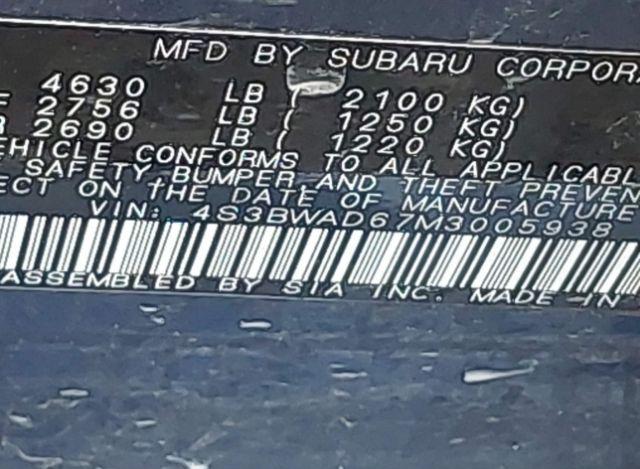 MFD BY SUBARU CORPOR
4630 LB ( 2100 KG)
2756 LB ( 1250 KG)
R 2690 LB ( 1220 KG)
EHICLE CONFORMS TO ALL APPLICABL
SAFETY, BUMPER, AND THEFT PREVEN
ECT ON THE DATE OF MANUFACTURE
VIN: 4S3BWAD67M3005938
ASSEMBLED BY SIA INC. MADE IN